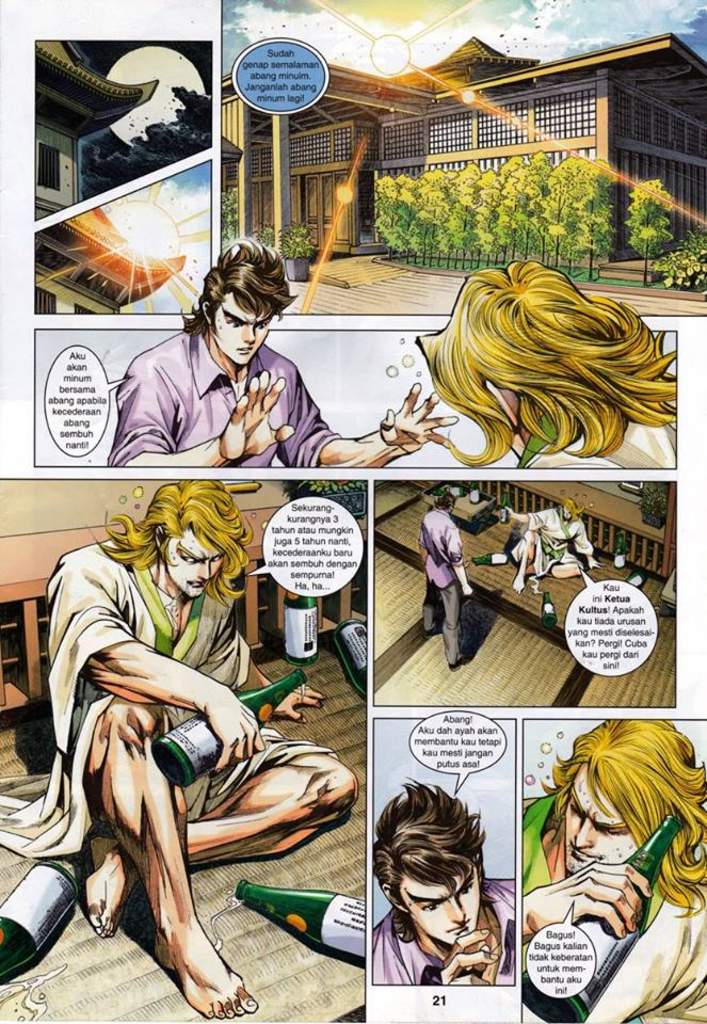 Sudah
genap semalaman
abang minuim.
Janganlah abang
minum lagi!
Aku
akan
minum
bersama
abang apabila
kecederaan
abang
sembuh
nanti!
Sekurang-
kurangnya 3
tahun atau mungkin
juga 5 tahun nanti,
kecederaanku baru
akan sembuh dengan
sempurna!
Ha, ha...
Kau
ini Ketua
Kultus! Apakah
kau tiada urusan
yang mesti diselesai-
kan? Pergi! Cuba
kau pergi dari
sini!
Abang!
Aku dah ayah akan
membantu kau tetapi
kau mesti jangan
putus asa!
Bagus!
Bagus kalian
tidak keberatan
untuk mem-
bantu aku
ini!
21